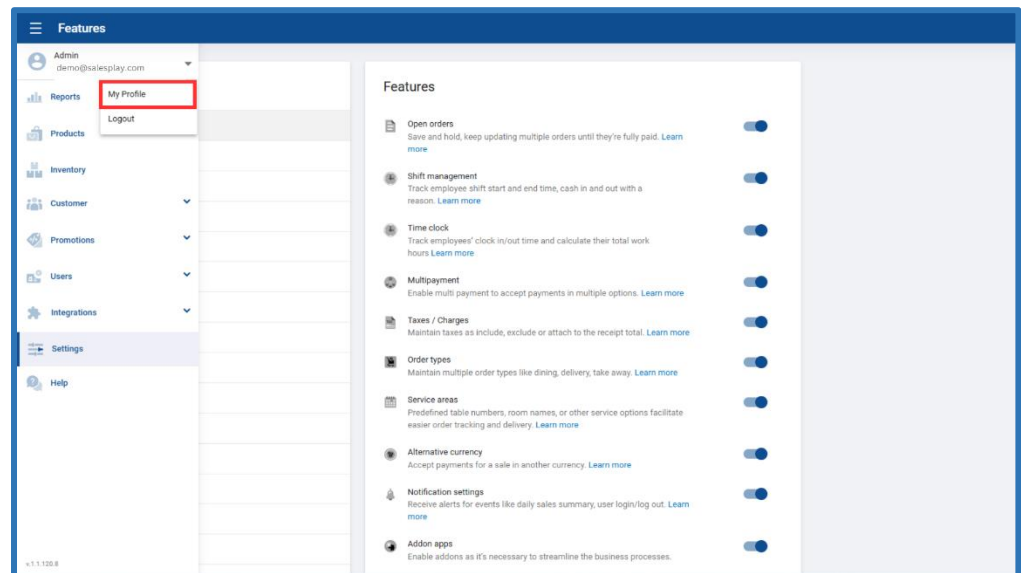 Features
Admin
demo@salesplay.com
My Profile
Logout
Reports
Products
Inventory
Customer
Promotions
Users
Integrations
Settings
Help
v.1.1.120.8
Features
Open orders
Save and hold, keep updating multiple orders until they're fully paid. Learn
more
Shift management
Track employee shift start and end time, cash in and out with a
reason. Learn more
Time clock
Track employees' clock in/out time and calculate their total work
hours Learn more
Multipayment
Enable multi payment to accept payments in multiple options. Learn more
Taxes / Charges
Maintain taxes as include, exclude or attach to the receipt total. Learn more
Order types
Maintain multiple order types like dining, delivery, take away. Learn more
Service areas
Predefined table numbers, room names, or other service options facilitate
easier order tracking and delivery. Learn more
Alternative currency
Accept payments for a sale in another currency. Learn more
Notification settings
Receive alerts for events like daily sales summary, user login/log out. Learn
more
Addon apps
Enable addons as it's necessary to streamline the business processes.